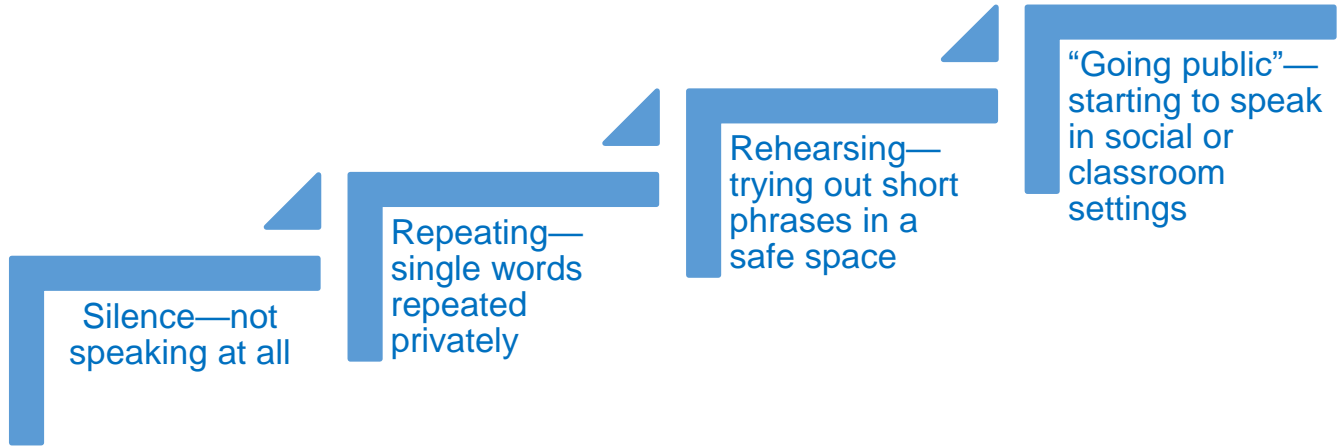 Silence—not
speaking at all
Repeating—
single words
repeated
privately
Rehearsing—
trying out short
phrases in a
safe space
“Going public”—
starting to speak
in social or
classroom
settings